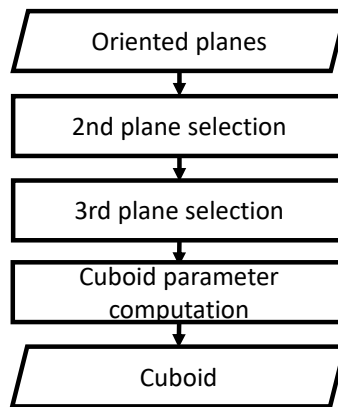 Oriented planes
2nd plane selection
3rd plane selection
Cuboid parameter
computation
Cuboid